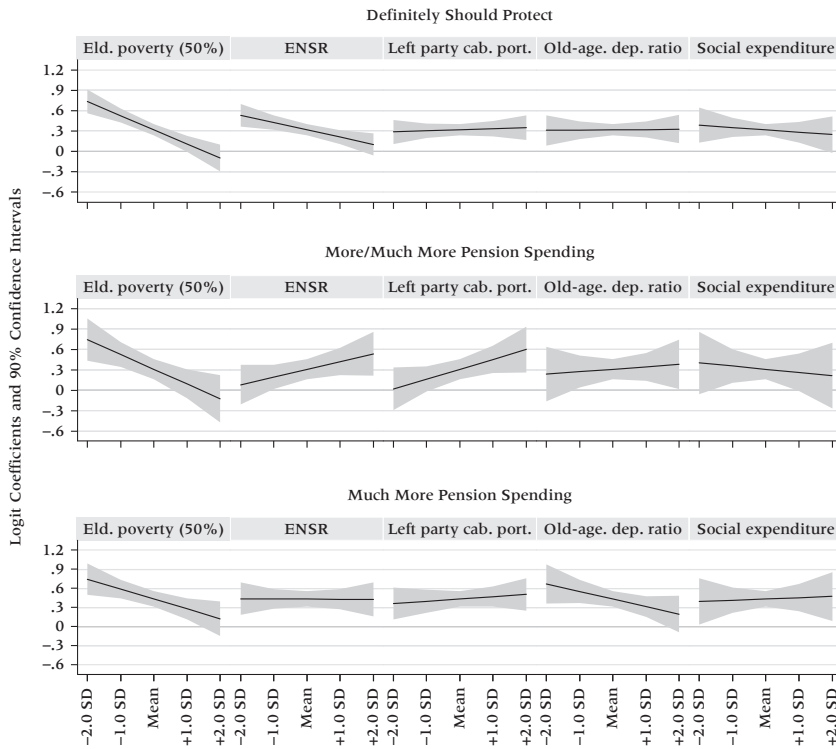 Definitely Should Protect
Eld. poverty (50%) ENSR Left party cab. port. Old-age. dep. ratio Social expenditure
1.2
.9
.6
.3
0
−.3
−.6
More/Much More Pension Spending
Eld. poverty (50%) ENSR Left party cab. port. Old-age. dep. ratio Social expenditure
1.2
.9
.6
.3
0
−.3
−.6
Much More Pension Spending
Eld. poverty (50%) ENSR Left party cab. port. Old-age. dep. ratio Social expenditure
1.2
.9
.6
.3
0
−.3
−.6
Logit Coefficients and 90% Confidence Intervals
−2.0 SD
−1.0 SD
Mean
+1.0 SD
+2.0 SD
−2.0 SD
−1.0 SD
Mean
+1.0 SD
+2.0 SD
−2.0 SD
−1.0 SD
Mean
+1.0 SD
+2.0 SD
−2.0 SD
−1.0 SD
Mean
+1.0 SD
+2.0 SD
−2.0 SD
−1.0 SD
Mean
+1.0 SD
+2.0 SD